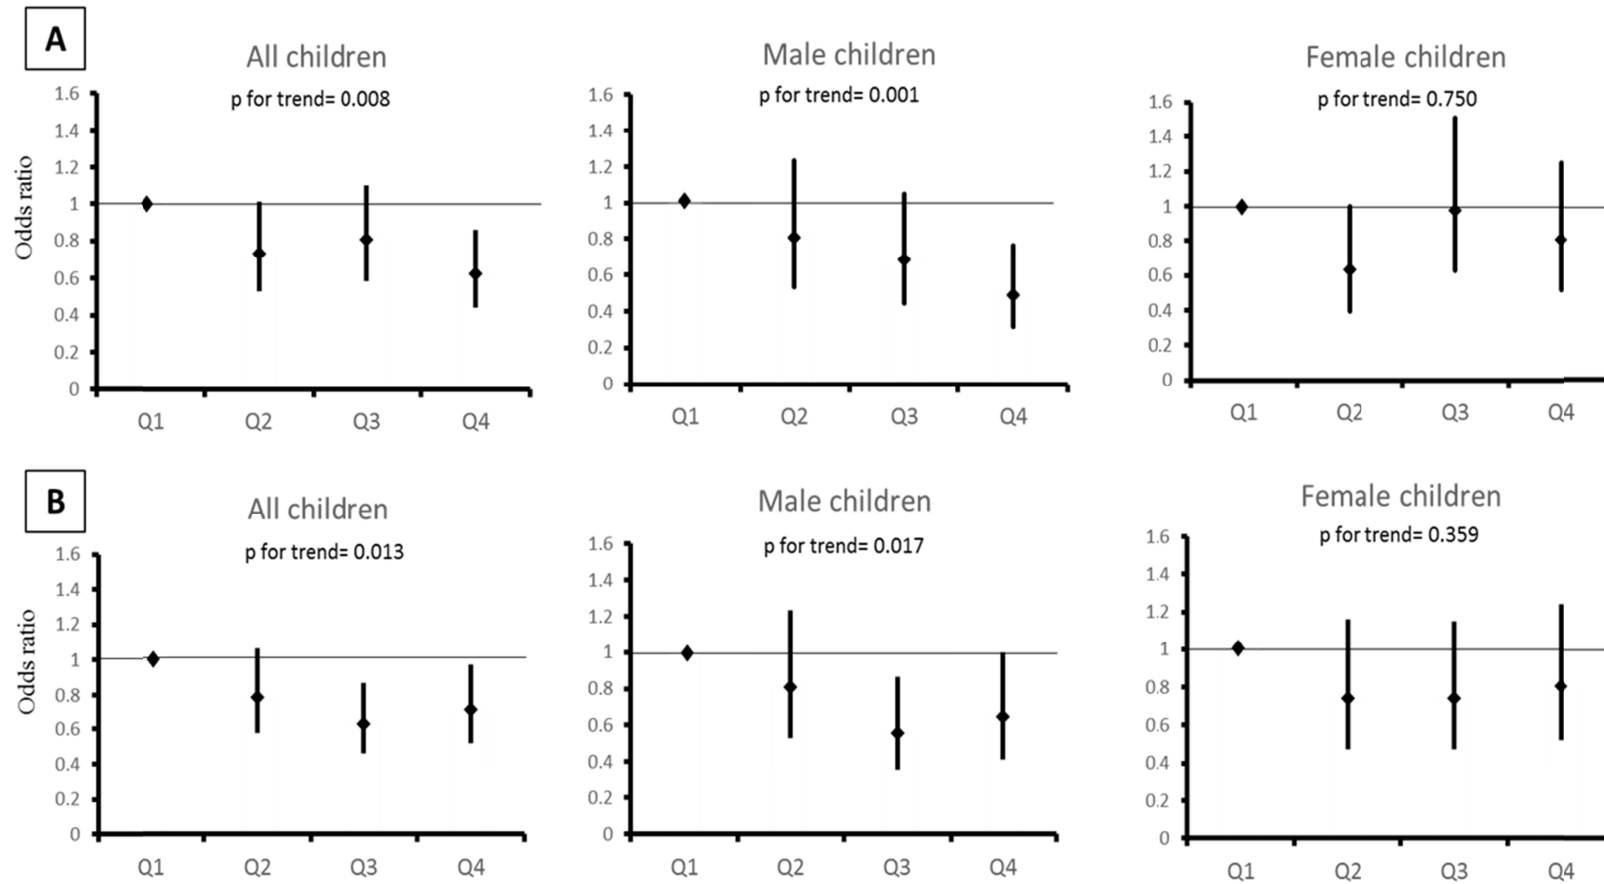 A
All children
p for trend= 0.008
Odds ratio
1.6
1.4
1.2
1
0.8
0.6
0.4
0.2
0
Q1 Q2 Q3 Q4
Male children
p for trend= 0.001
1.6
1.4
1.2
1
0.8
0.6
0.4
0.2
0
Q1 Q2 Q3 Q4
Female children
p for trend= 0.750
1.6
1.4
1.2
1
0.8
0.6
0.4
0.2
0
Q1 Q2 Q3 Q4
B
All children
p for trend= 0.013
Odds ratio
1.6
1.4
1.2
1
0.8
0.6
0.4
0.2
0
Q1 Q2 Q3 Q4
Male children
p for trend= 0.017
1.6
1.4
1.2
1
0.8
0.6
0.4
0.2
0
Q1 Q2 Q3 Q4
Female children
p for trend= 0.359
1.6
1.4
1.2
1
0.8
0.6
0.4
0.2
0
Q1 Q2 Q3 Q4